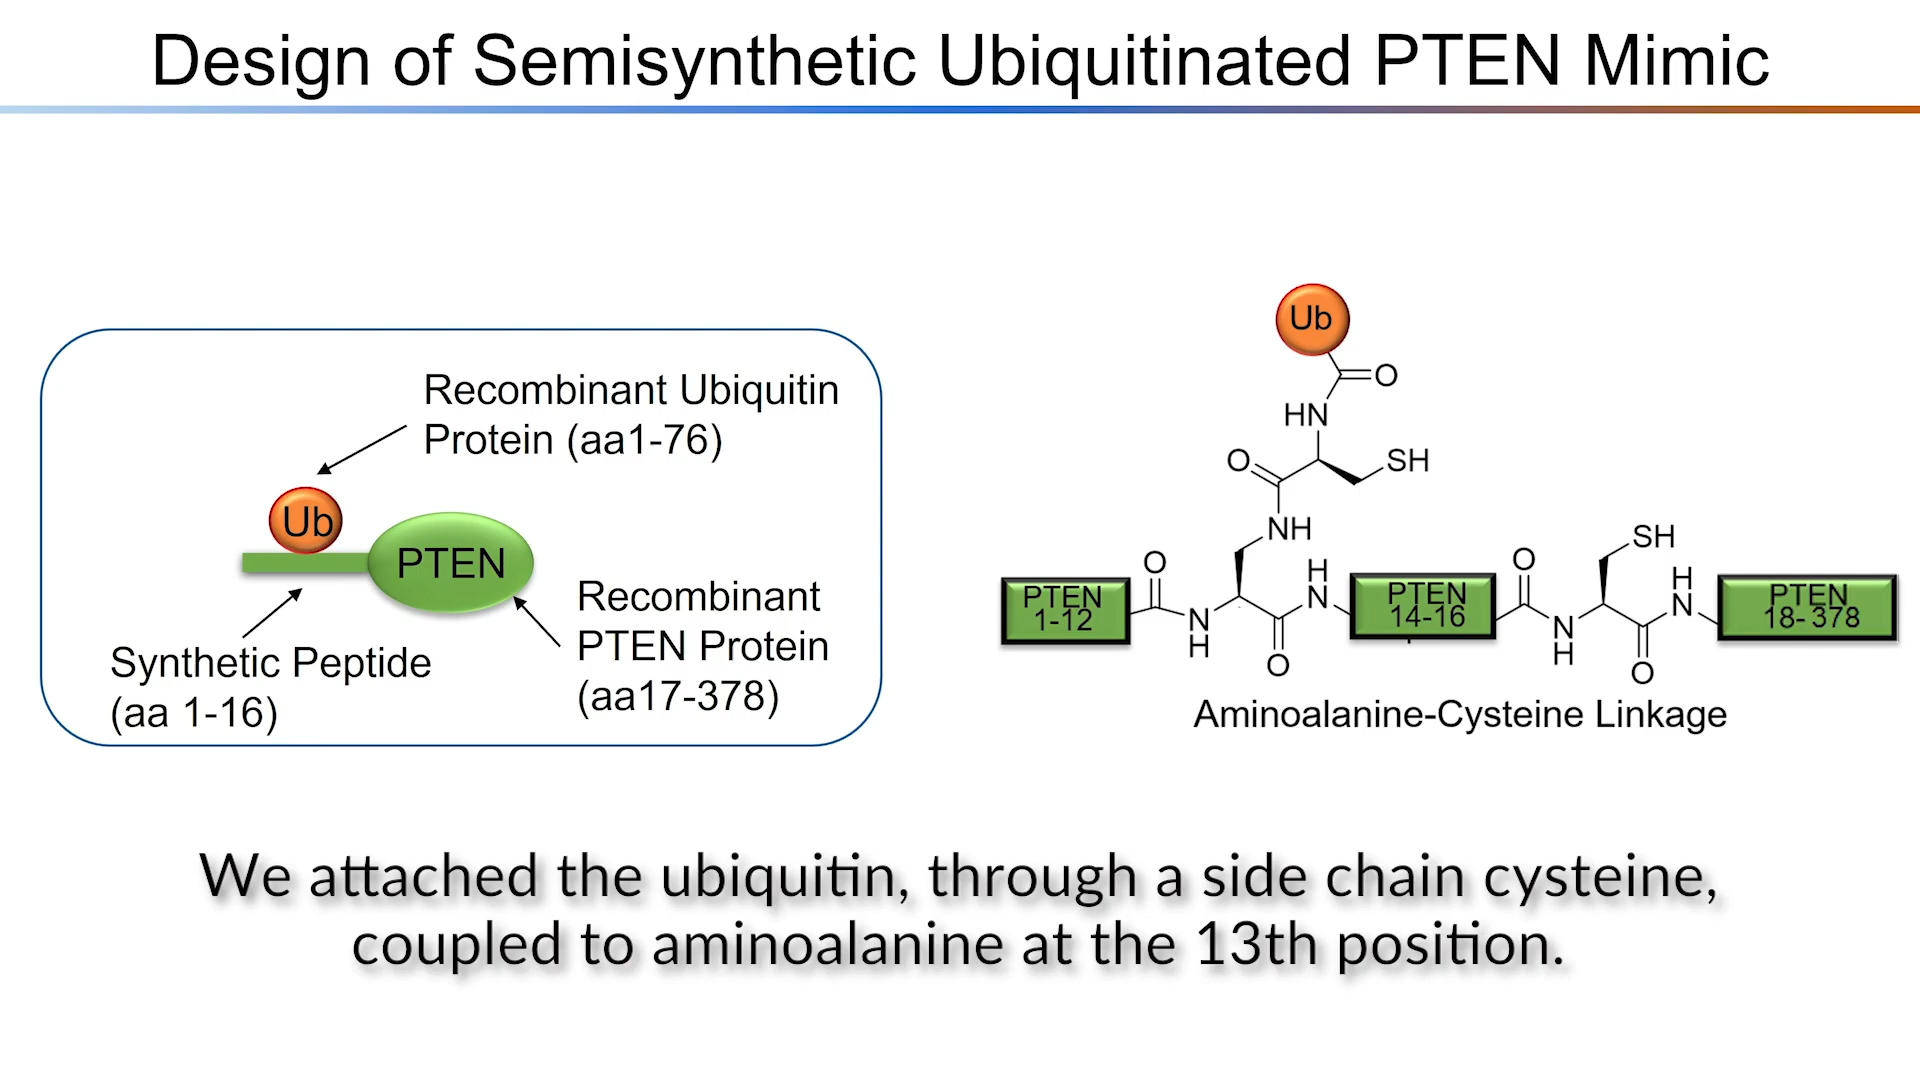 Design of Semisynthetic Ubiquitinated PTEN Mimic
Recombinant Ubiquitin
Protein (aa1-76)
Ub
PTEN
Synthetic Peptide
(aa 1-16)
Recombinant
PTEN Protein
(aa17-378)
Ub
O
HN
O
SH
NH
PTEN
1-12
O
N
H
O
H
N
PTEN
14-16
O
N
H
SH
O
H
N
PTEN
18-378
Aminoalanine-Cysteine Linkage
We attached the ubiquitin, through a side chain cysteine,
coupled to aminoalanine at the 13th position.